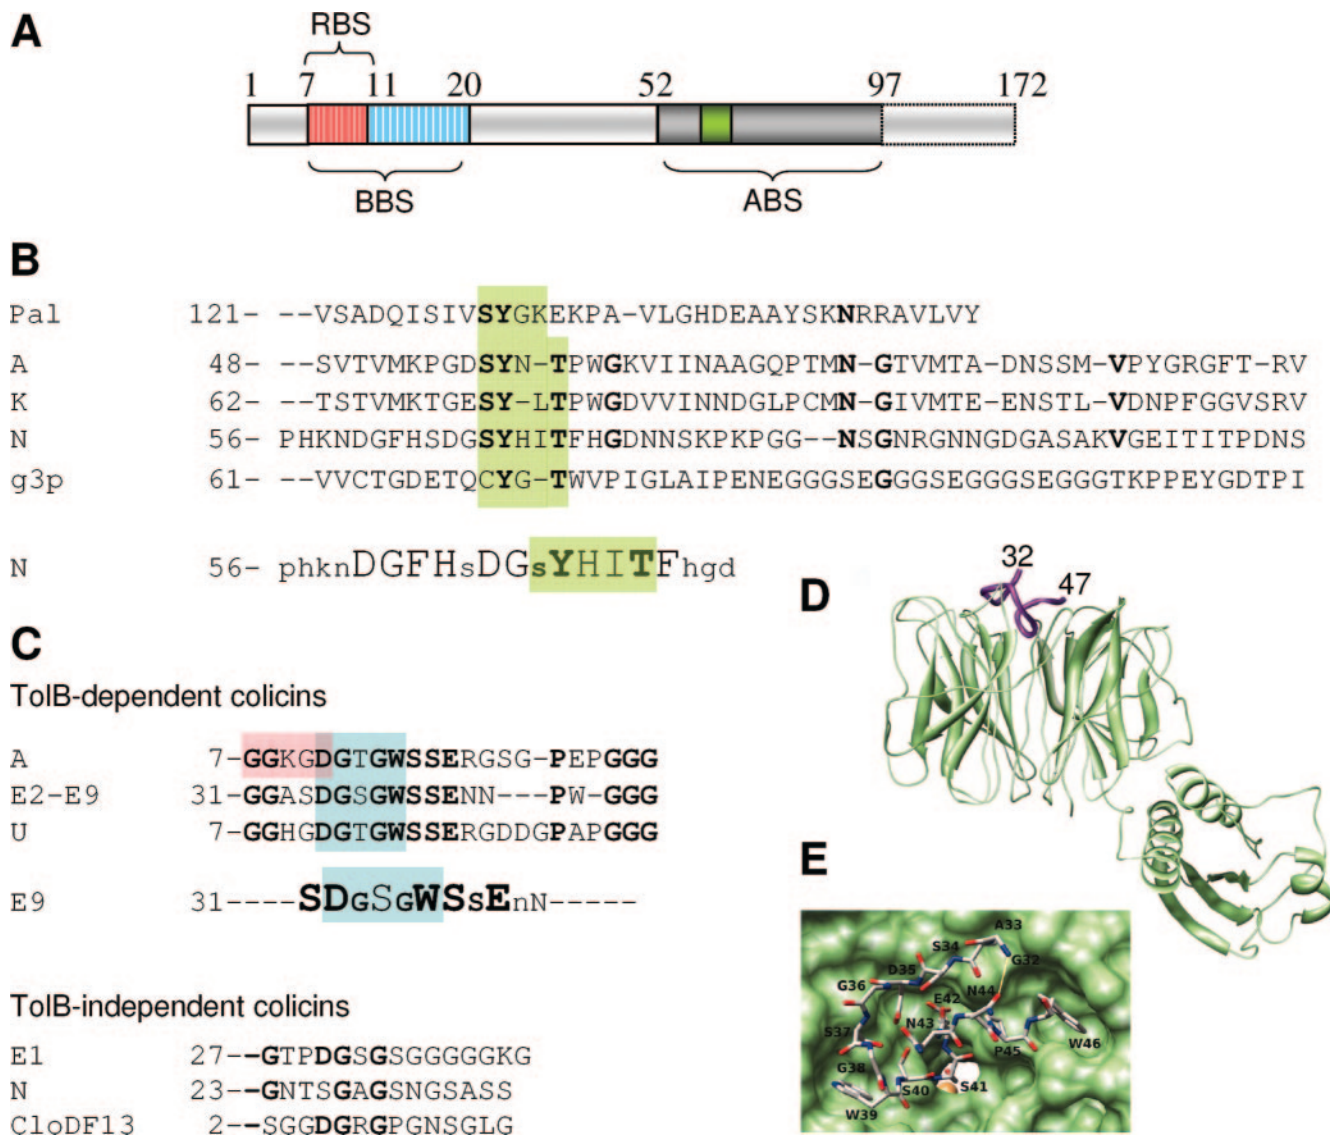 A
RBS
1 7 11 20 52 97 172
BBS ABS
B
Pal 121- --VSADQISIVSYGKEKPA-VLGHDEAAYSKNRRAVLVY
A 48- --SVTVMKPGDSYN-TPWGKVIINAAGQPTMN-GTVMTA-DNSSM-VPYGRGFT-RV
K 62- --TSTVMKTGESY-LTPWGDVVINNDGLPCMN-GIVMTE-ENSTL-VDNPFGGVSRV
N 56- PHKNDGFHSDGSYHITFHGDNNSKPKPGG--NSGNRGNNGDGASAKVGEITITPDNS
g3p 61- --VVCTGDETQCYG-TWVPIGLAIPENEGGGSEGGGSEGGGSEGGGTKPPEYGDTPI
N 56- phknDGFHsDGsYHITFhgd
C
TolB-dependent colicins
A 7-GGKGDGTGWSSERGSG-PEPGGG
E2-E9 31-GGASDGSGWSSENN---PW-GGG
U 7-GGHGDGTGWSSERGDDGPAPGGG
E9 31----SDgSgWSsEnN-----
TolB-independent colicins
E1 27--GTPDGSGSGGGGGKG
N 23--GNTSGAGSNGSASS
CloDF13 2--SGGDGRGPGNSGLG
D
32
47
E
A33
S34
G32
D35
G36
N44
E42
S37
N43
P45
W46
G38
S40
S41
W39